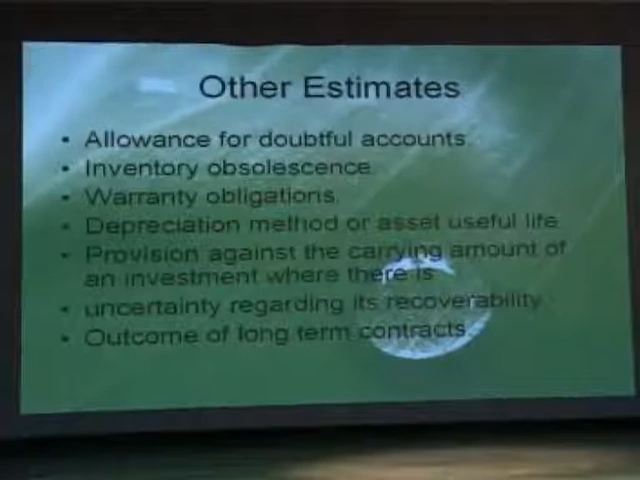 Other Estimates
• Allowance for doubtful accounts.
• Inventory obsolescence.
• Warranty obligations.
• Depreciation method or asset useful life.
• Provision against the carrying amount of
an investment where there is
• uncertainty regarding its recoverability.
• Outcome of long term contracts.